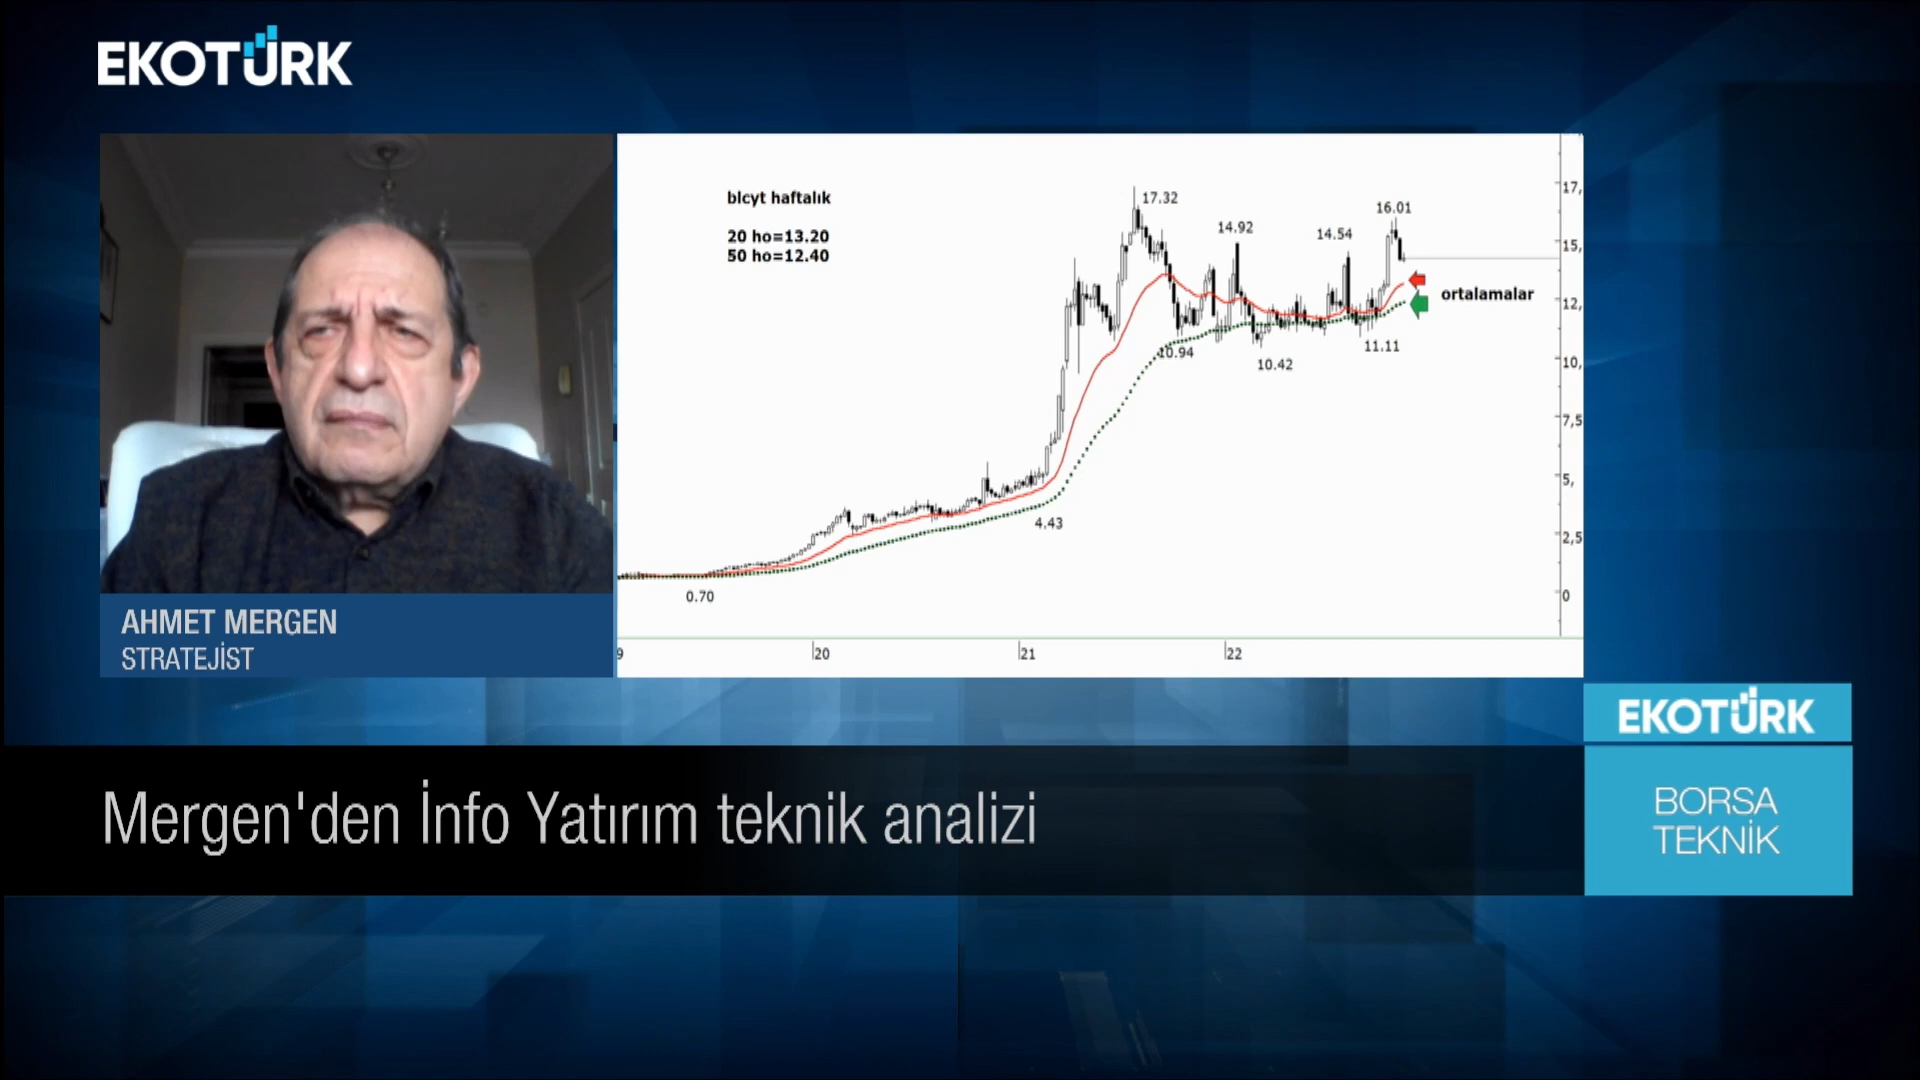 EKOTÜRK
blcyt haftalık
20 ho=13.20
50 ho=12.40
17.32
14.92
14.54
16.01
ortalamalar
10.94
10.42
11.11
4.43
0.70
17,
15,
12,
10,
7,5
5,
2,5
0
9
20
21
22
AHMET MERGEN
STRATEJİST
EKOTÜRK
Mergen'den İnfo Yatırım teknik analizi
BORSA
TEKNİK